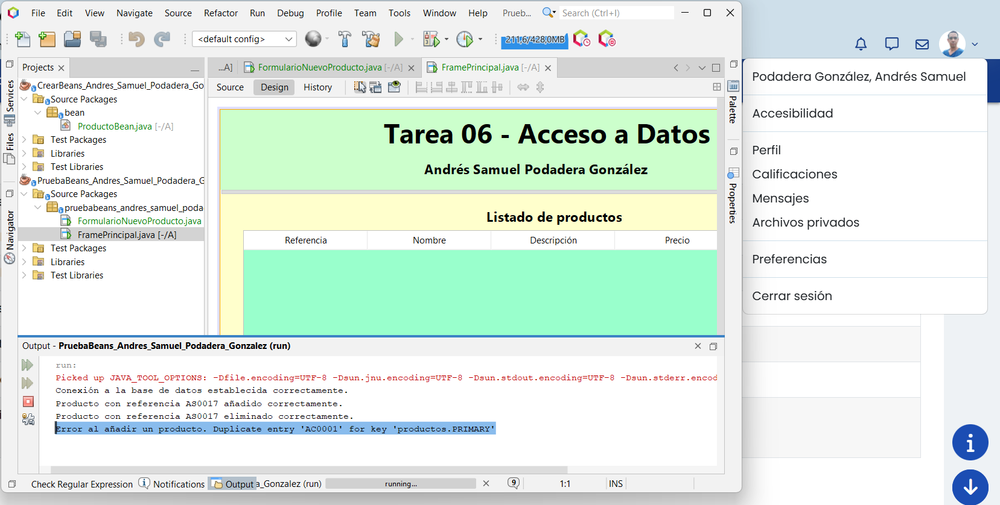 File Edit View Navigate Source Refactor Run Debug Profile Team Tools Window Help Prueb... Search (Ctrl+I)
<default config> 211,6/428,0MB
Projects
...A] FormularioNuevoProducto.java [-/A] FramePrincipal.java [-/A]
Source Design History
Services
Files
Navigator
Palette
Properties
CrearBeans_Andres_Samuel_Podadera_Go
Source Packages
bean
ProductoBean.java [-/A]
Test Packages
Libraries
Test Libraries
PruebaBeans_Andres_Samuel_Podadera_G
Source Packages
pruebabeans_andres_samuel_poda
FormularioNuevoProducto.java
FramePrincipal.java [-/A]
Test Packages
Libraries
Test Libraries
Tarea 06 - Acceso a Datos
Andrés Samuel Podadera González
Listado de productos
Referencia Nombre Descripción Precio
Output - PruebaBeans_Andres_Samuel_Podadera_Gonzalez (run)
run:
Picked up JAVA_TOOL_OPTIONS: -Dfile.encoding=UTF-8 -Dsun.jnu.encoding=UTF-8 -Dsun.stdout.encoding=UTF-8 -Dsun.stderr.encod
Conexión a la base de datos establecida correctamente.
Producto con referencia AS0017 añadido correctamente.
Producto con referencia AS0017 eliminado correctamente.
Error al añadir un producto. Duplicate entry 'AC0001' for key 'productos.PRIMARY'
Check Regular Expression Notifications Output a_Gonzalez (run) running... 9 1:1 INS
Podadera González, Andrés Samuel
Accesibilidad
Perfil
Calificaciones
Mensajes
Archivos privados
Preferencias
Cerrar sesión